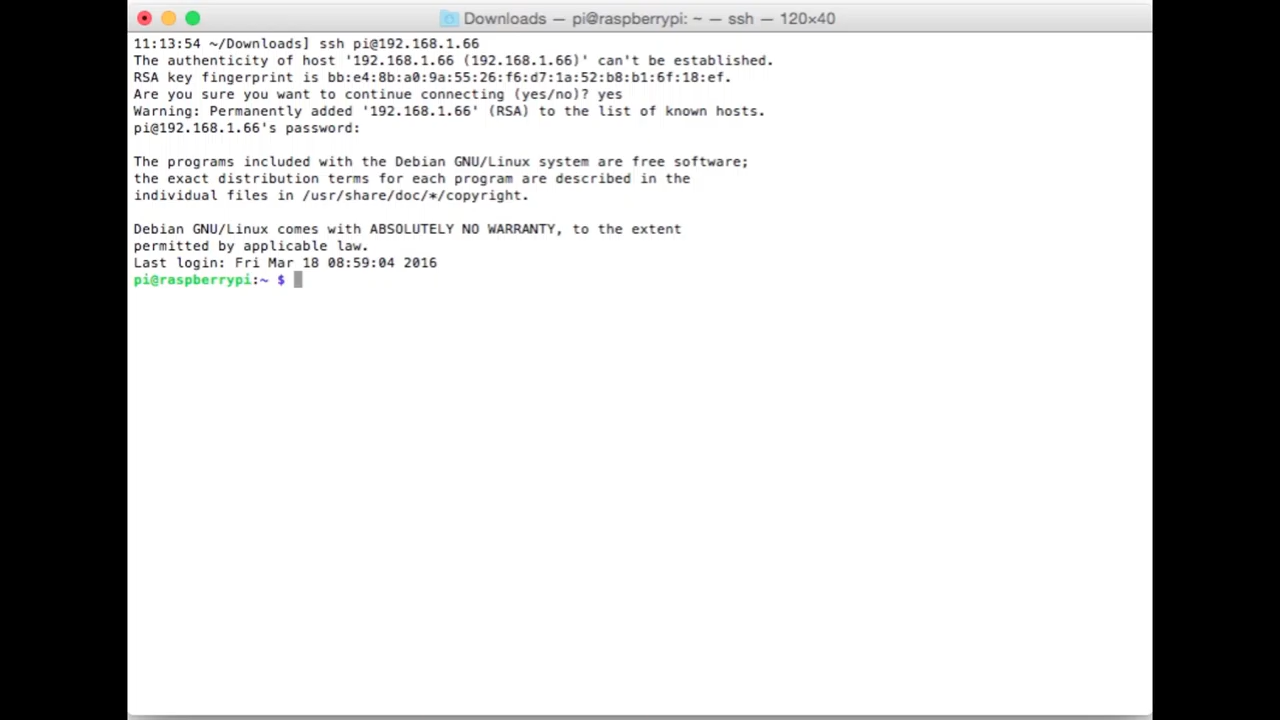 Downloads — pi@raspberrypi: ~ — ssh — 120×40
11:13:54 ~/Downloads] ssh pi@192.168.1.66
The authenticity of host '192.168.1.66 (192.168.1.66)' can't be established.
RSA key fingerprint is bb:e4:8b:a0:9a:55:26:f6:d7:1a:52:b8:b1:6f:18:ef.
Are you sure you want to continue connecting (yes/no)? yes
Warning: Permanently added '192.168.1.66' (RSA) to the list of known hosts.
pi@192.168.1.66's password:
The programs included with the Debian GNU/Linux system are free software;
the exact distribution terms for each program are described in the
individual files in /usr/share/doc/*/copyright.
Debian GNU/Linux comes with ABSOLUTELY NO WARRANTY, to the extent
permitted by applicable law.
Last login: Fri Mar 18 08:59:04 2016
pi@raspberrypi:~ $